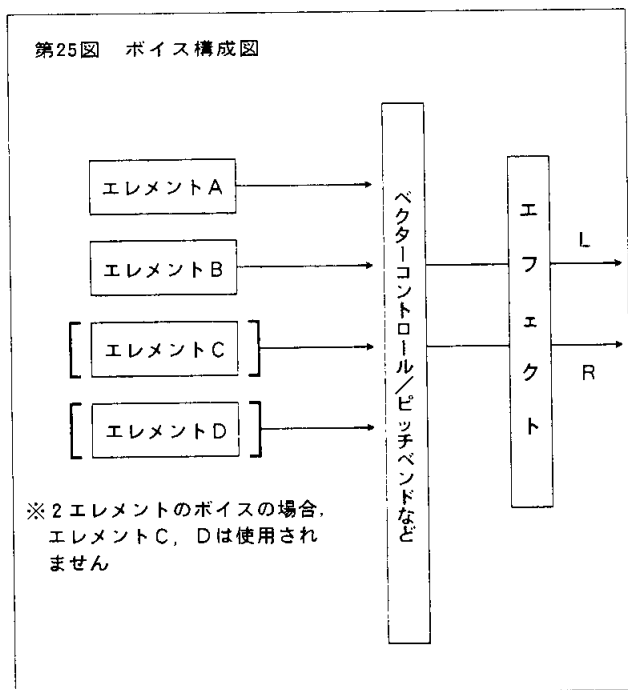 第25図　ボイス構成図
エレメントA
エレメントB
［エレメントC］
［エレメントD］
※2エレメントのボイスの場合,
エレメントC, Dは使用され
ません
ベクターコントロール／ピッチベンドなど
エフェクト
L
R